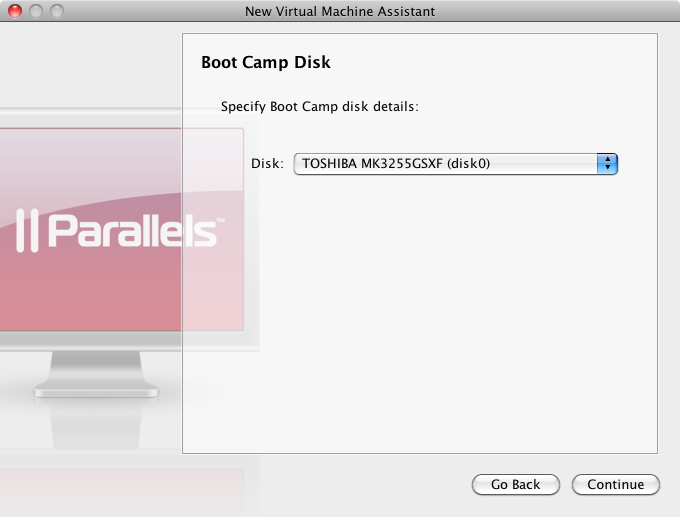 New Virtual Machine Assistant
Boot Camp Disk
Specify Boot Camp disk details:
Disk: TOSHIBA MK3255GSXF (disk0)
Parallels™
Go Back Continue